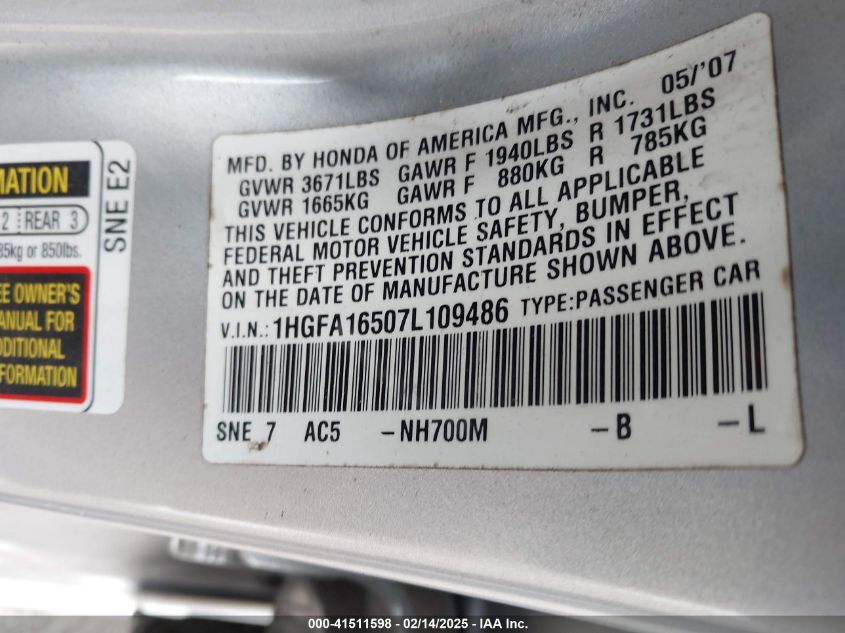 MFD. BY HONDA OF AMERICA MFG., INC. 05/'07
GVWR 3671LBS GAWR F 1940LBS R 1731LBS
GVWR 1665KG GAWR F 880KG R 785KG
THIS VEHICLE CONFORMS TO ALL APPLICABLE
FEDERAL MOTOR VEHICLE SAFETY, BUMPER,
AND THEFT PREVENTION STANDARDS IN EFFECT
ON THE DATE OF MANUFACTURE SHOWN ABOVE.
V.I.N.: 1HGFA16507L109486 TYPE:PASSENGER CAR
SNE 7 AC5 -NH700M -B -L
MATION
2 REAR 3
85kg or 850lbs.
EE OWNER'S
ANUAL FOR
DDITIONAL
FORMATION
SNE E2
000-41511598 - 02/14/2025 - IAA Inc.